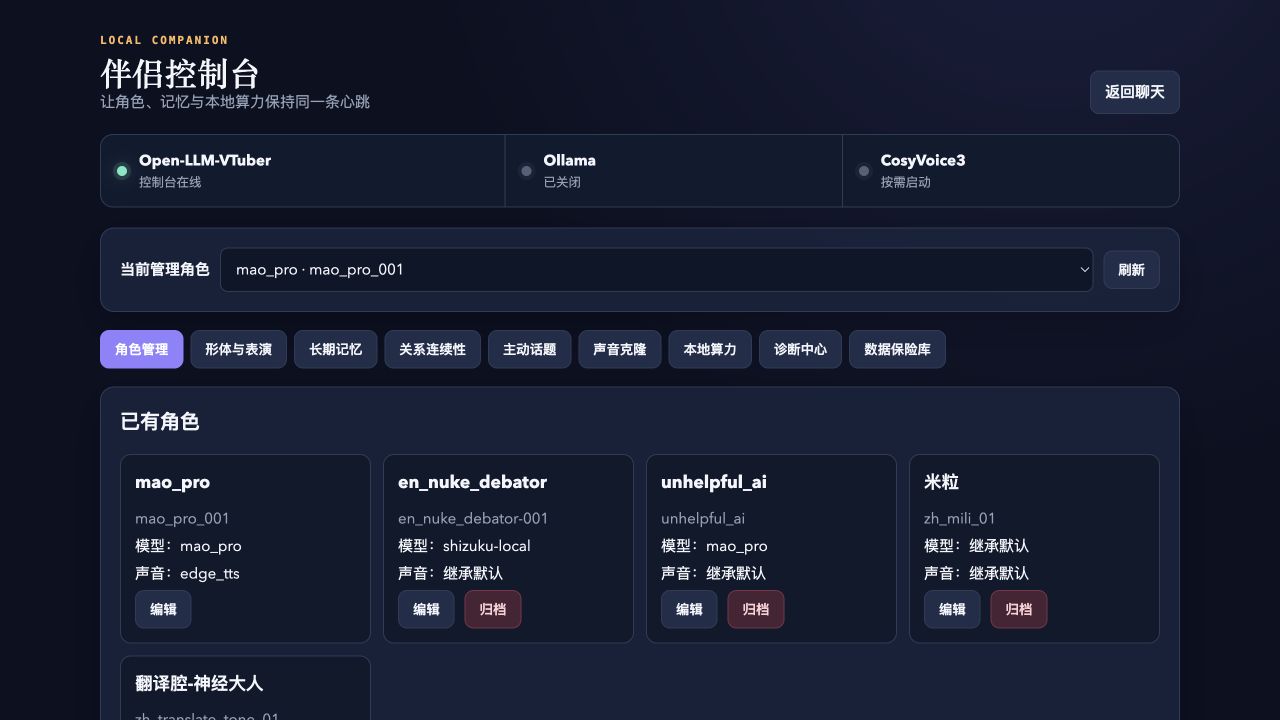 LOCAL COMPANION
伴侣控制台
让角色、记忆与本地算力保持同一条心跳
返回聊天
Open-LLM-VTuber
控制台在线
Ollama
已关闭
CosyVoice3
按需启动
当前管理角色
mao_pro · mao_pro_001
刷新
角色管理
形体与表演
长期记忆
关系连续性
主动话题
声音克隆
本地算力
诊断中心
数据保险库
已有角色
mao_pro
mao_pro_001
模型：mao_pro
声音：edge_tts
编辑
en_nuke_debator
en_nuke_debator-001
模型：shizuku-local
声音：继承默认
编辑
归档
unhelpful_ai
unhelpful_ai
模型：mao_pro
声音：继承默认
编辑
归档
米粒
zh_mili_01
模型：继承默认
声音：继承默认
编辑
归档
翻译腔-神经大人
zh_translate_tone_01